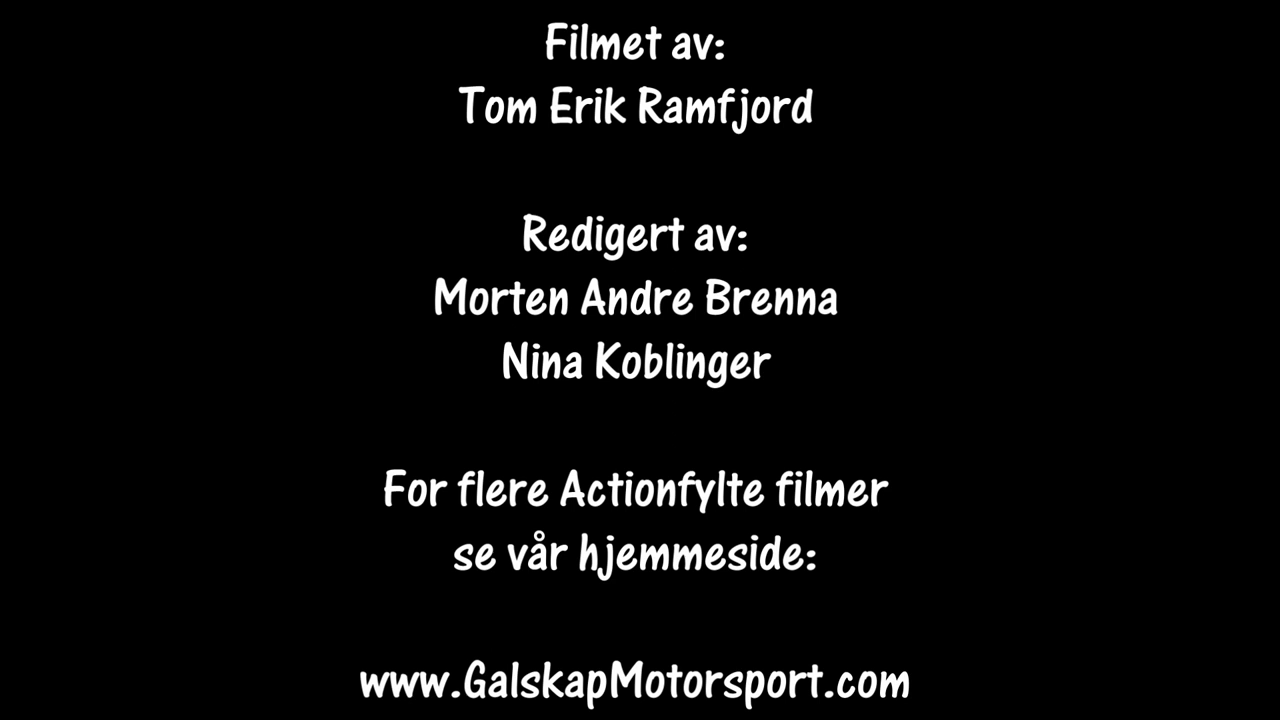 Filmet av:
Tom Erik Ramfjord
Redigert av:
Morten Andre Brenna
Nina Koblinger
For flere Actionfylte filmer
se vår hjemmeside:
www.GalskapMotorsport.com